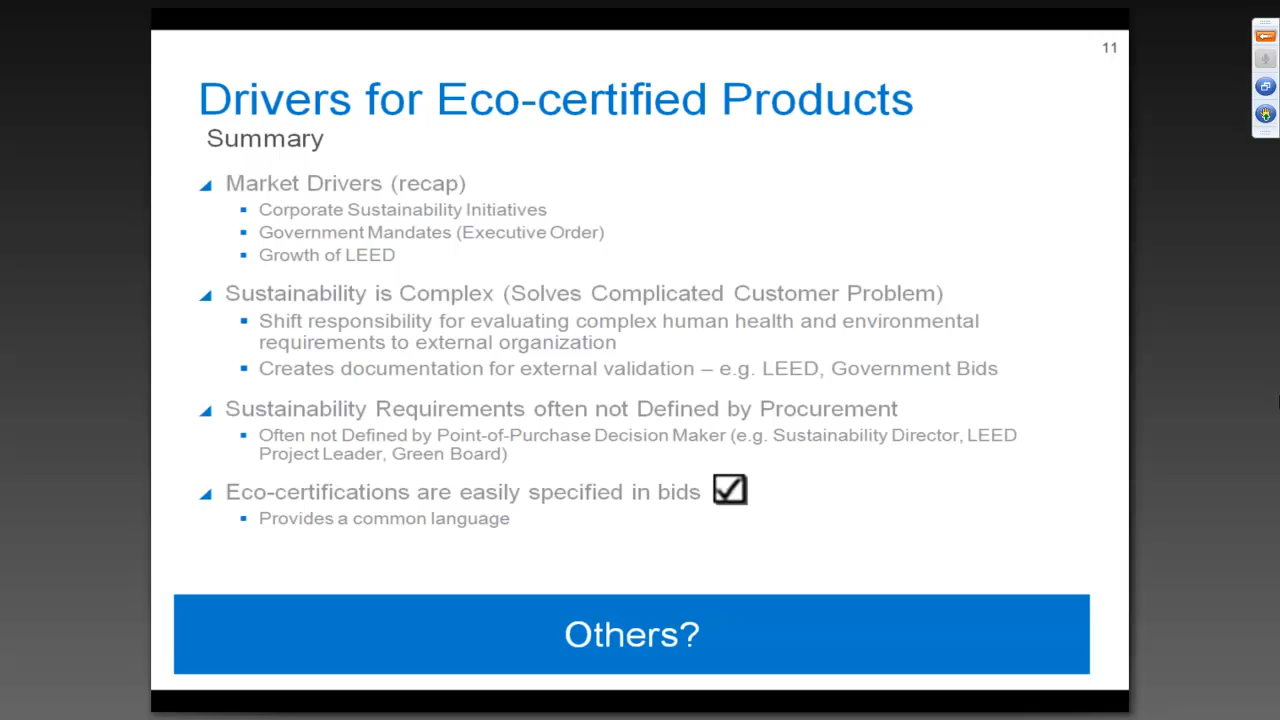 11
Drivers for Eco-certified Products
Summary
Market Drivers (recap)
Corporate Sustainability Initiatives
Government Mandates (Executive Order)
Growth of LEED
Sustainability is Complex (Solves Complicated Customer Problem)
Shift responsibility for evaluating complex human health and environmental
requirements to external organization
Creates documentation for external validation – e.g. LEED, Government Bids
Sustainability Requirements often not Defined by Procurement
Often not Defined by Point-of-Purchase Decision Maker (e.g. Sustainability Director, LEED
Project Leader, Green Board)
Eco-certifications are easily specified in bids
Provides a common language
Others?